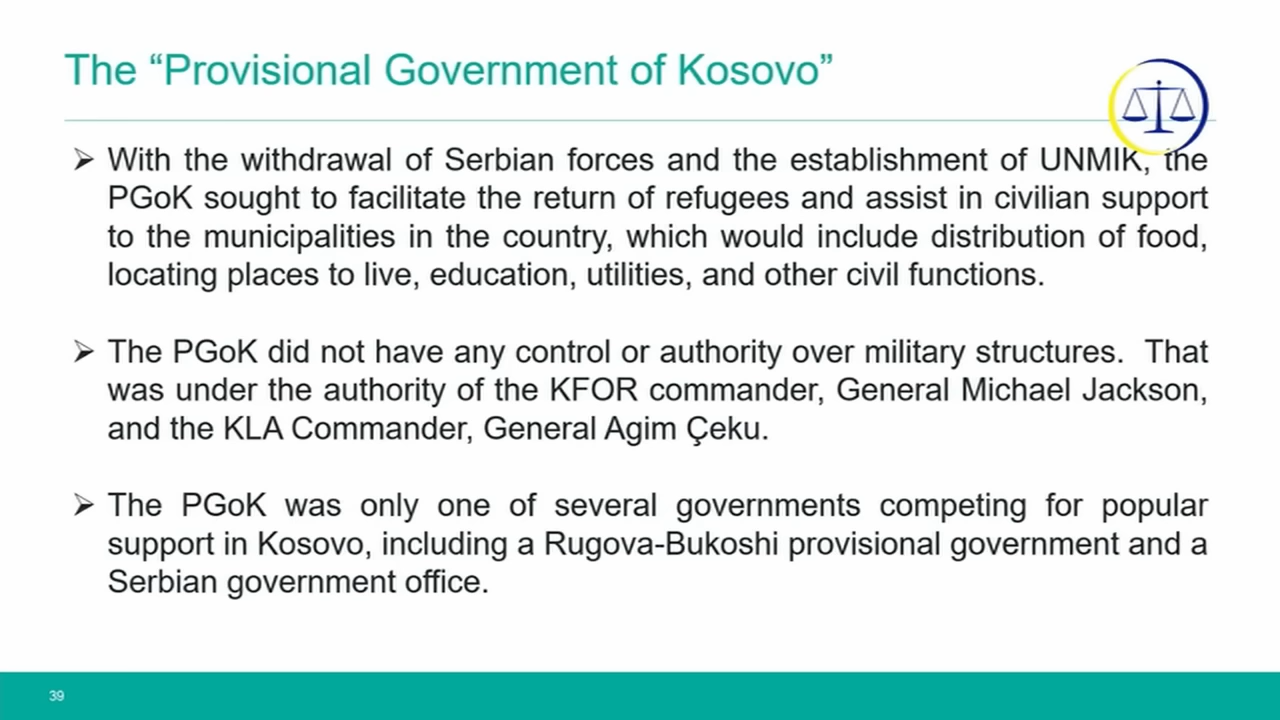 The “Provisional Government of Kosovo”
➢ With the withdrawal of Serbian forces and the establishment of UNMIK, the
PGoK sought to facilitate the return of refugees and assist in civilian support
to the municipalities in the country, which would include distribution of food,
locating places to live, education, utilities, and other civil functions.
➢ The PGoK did not have any control or authority over military structures.  That
was under the authority of the KFOR commander, General Michael Jackson,
and the KLA Commander, General Agim Çeku.
➢ The PGoK was only one of several governments competing for popular
support in Kosovo, including a Rugova-Bukoshi provisional government and a
Serbian government office.
39